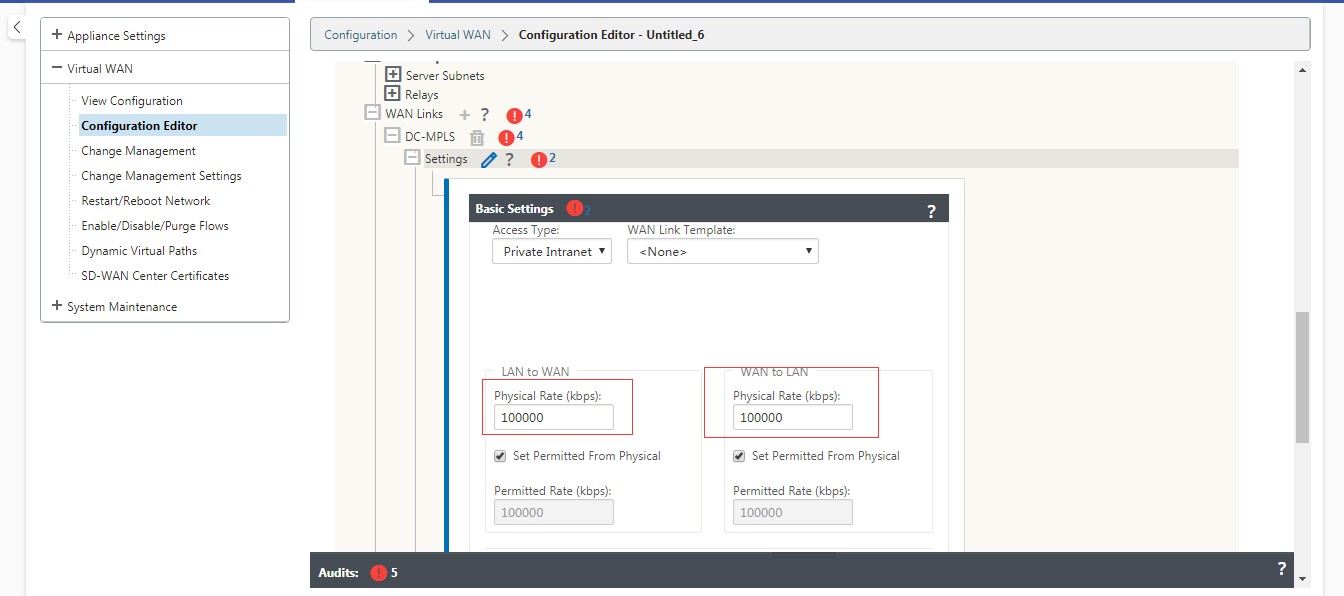 Appliance Settings
Virtual WAN
View Configuration
Configuration Editor
Change Management
Change Management Settings
Restart/Reboot Network
Enable/Disable/Purge Flows
Dynamic Virtual Paths
SD-WAN Center Certificates
System Maintenance
Configuration > Virtual WAN > Configuration Editor - Untitled_6
Server Subnets
Relays
WAN Links + ? ! 4
DC-MPLS ! 4
Settings ? ! 2
Basic Settings ! 2 ?
Access Type: WAN Link Template:
Private Intranet <None>
LAN to WAN WAN to LAN
Physical Rate (kbps): Physical Rate (kbps):
100000 100000
Set Permitted From Physical Set Permitted From Physical
Permitted Rate (kbps): Permitted Rate (kbps):
100000 100000
Audits: ! 5 ?